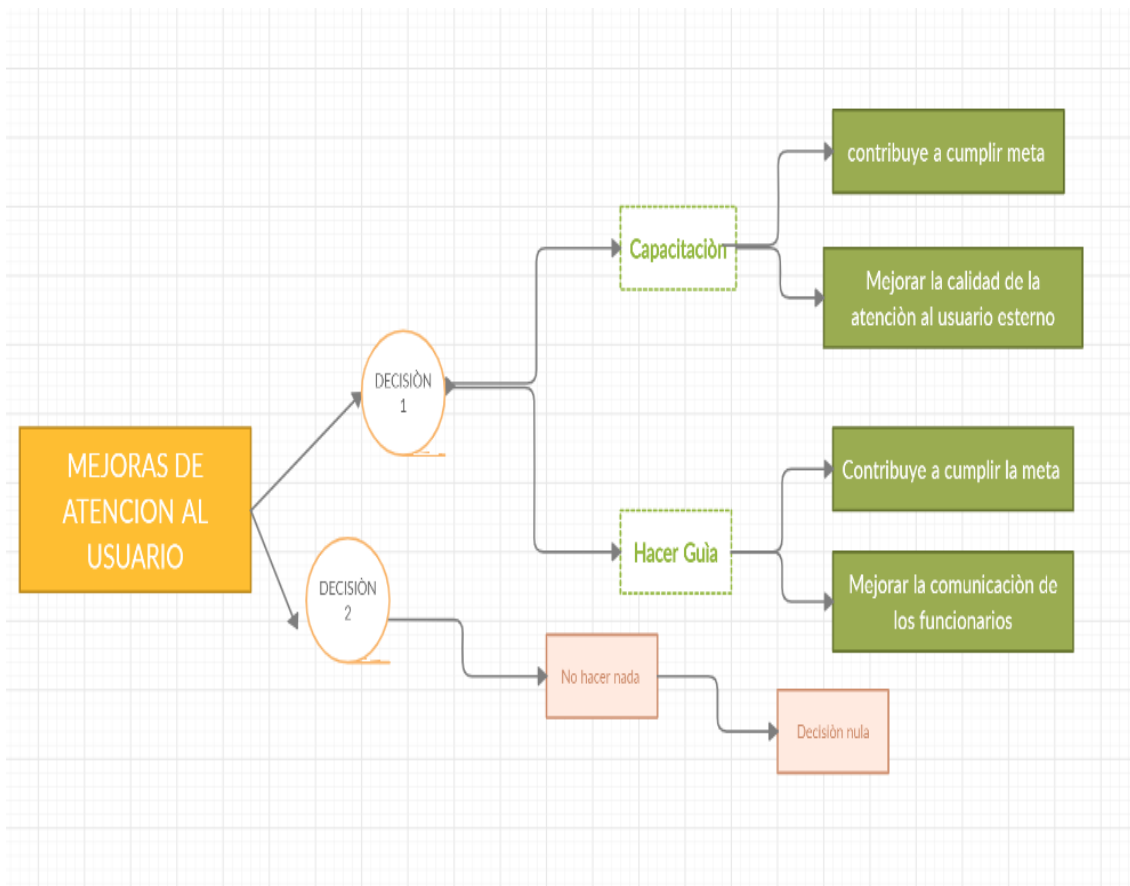 contribuye a cumplir meta
Capacitaciòn
Mejorar la calidad de la
atenciòn al usuario esterno
DECISIÒN
1
MEJORAS DE
ATENCION AL
USUARIO
Contribuye a cumplir la meta
Hacer Guìa
Mejorar la comunicaciòn de
los funcionarios
DECISIÒN
2
No hacer nada
Decisiòn nula